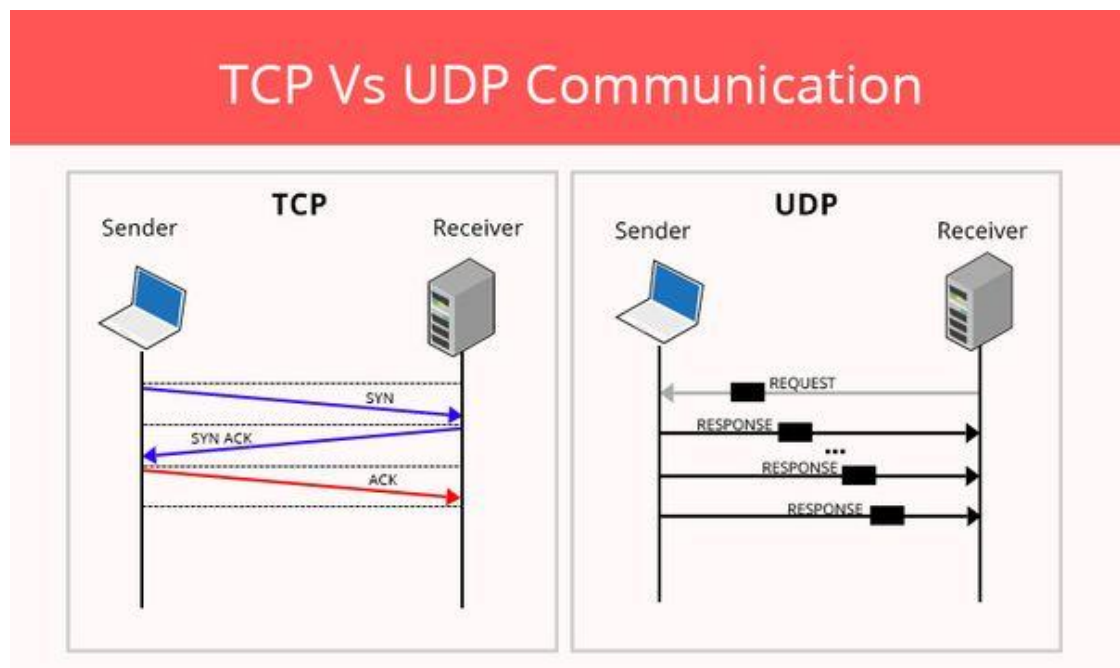 TCP Vs UDP Communication
TCP
Sender
Receiver
SYN
SYN ACK
ACK
UDP
Sender
Receiver
REQUEST
RESPONSE
...
RESPONSE
RESPONSE